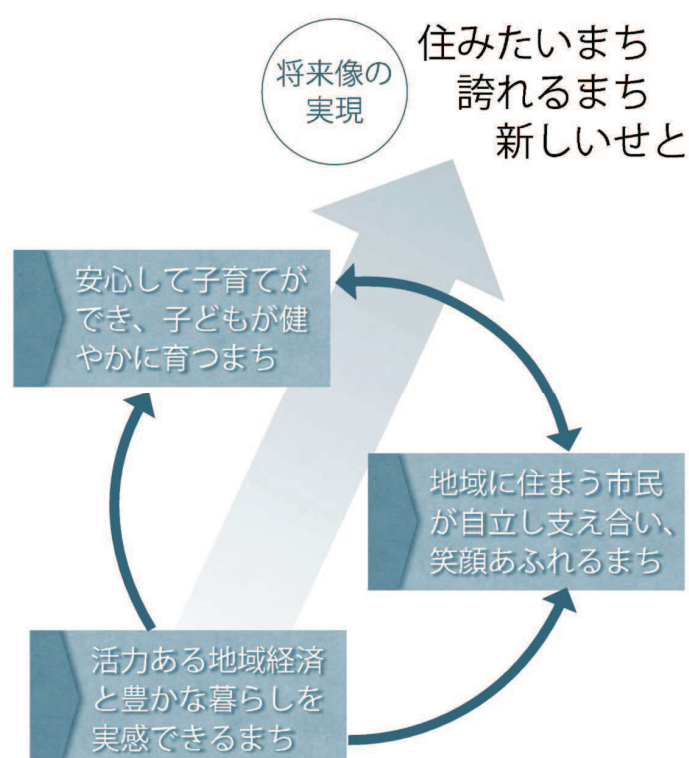 将来像の
実現
住みたいまち
誇れるまち
新しいせと
安心して子育てが
でき、子どもが健
やかに育つまち
地域に住まう市民
が自立し支え合い、
笑顔あふれるまち
活力ある地域経済
と豊かな暮らしを
実感できるまち